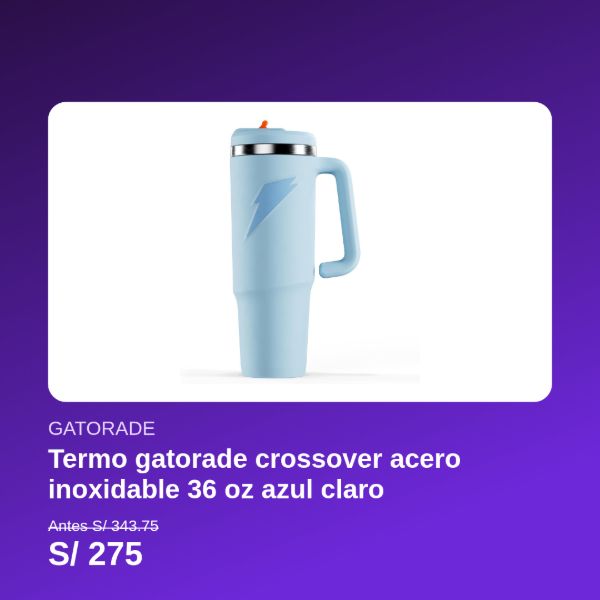 GATORADE
Termo gatorade crossover acero
inoxidable 36 oz azul claro
Antes S/ 343.75
S/ 275